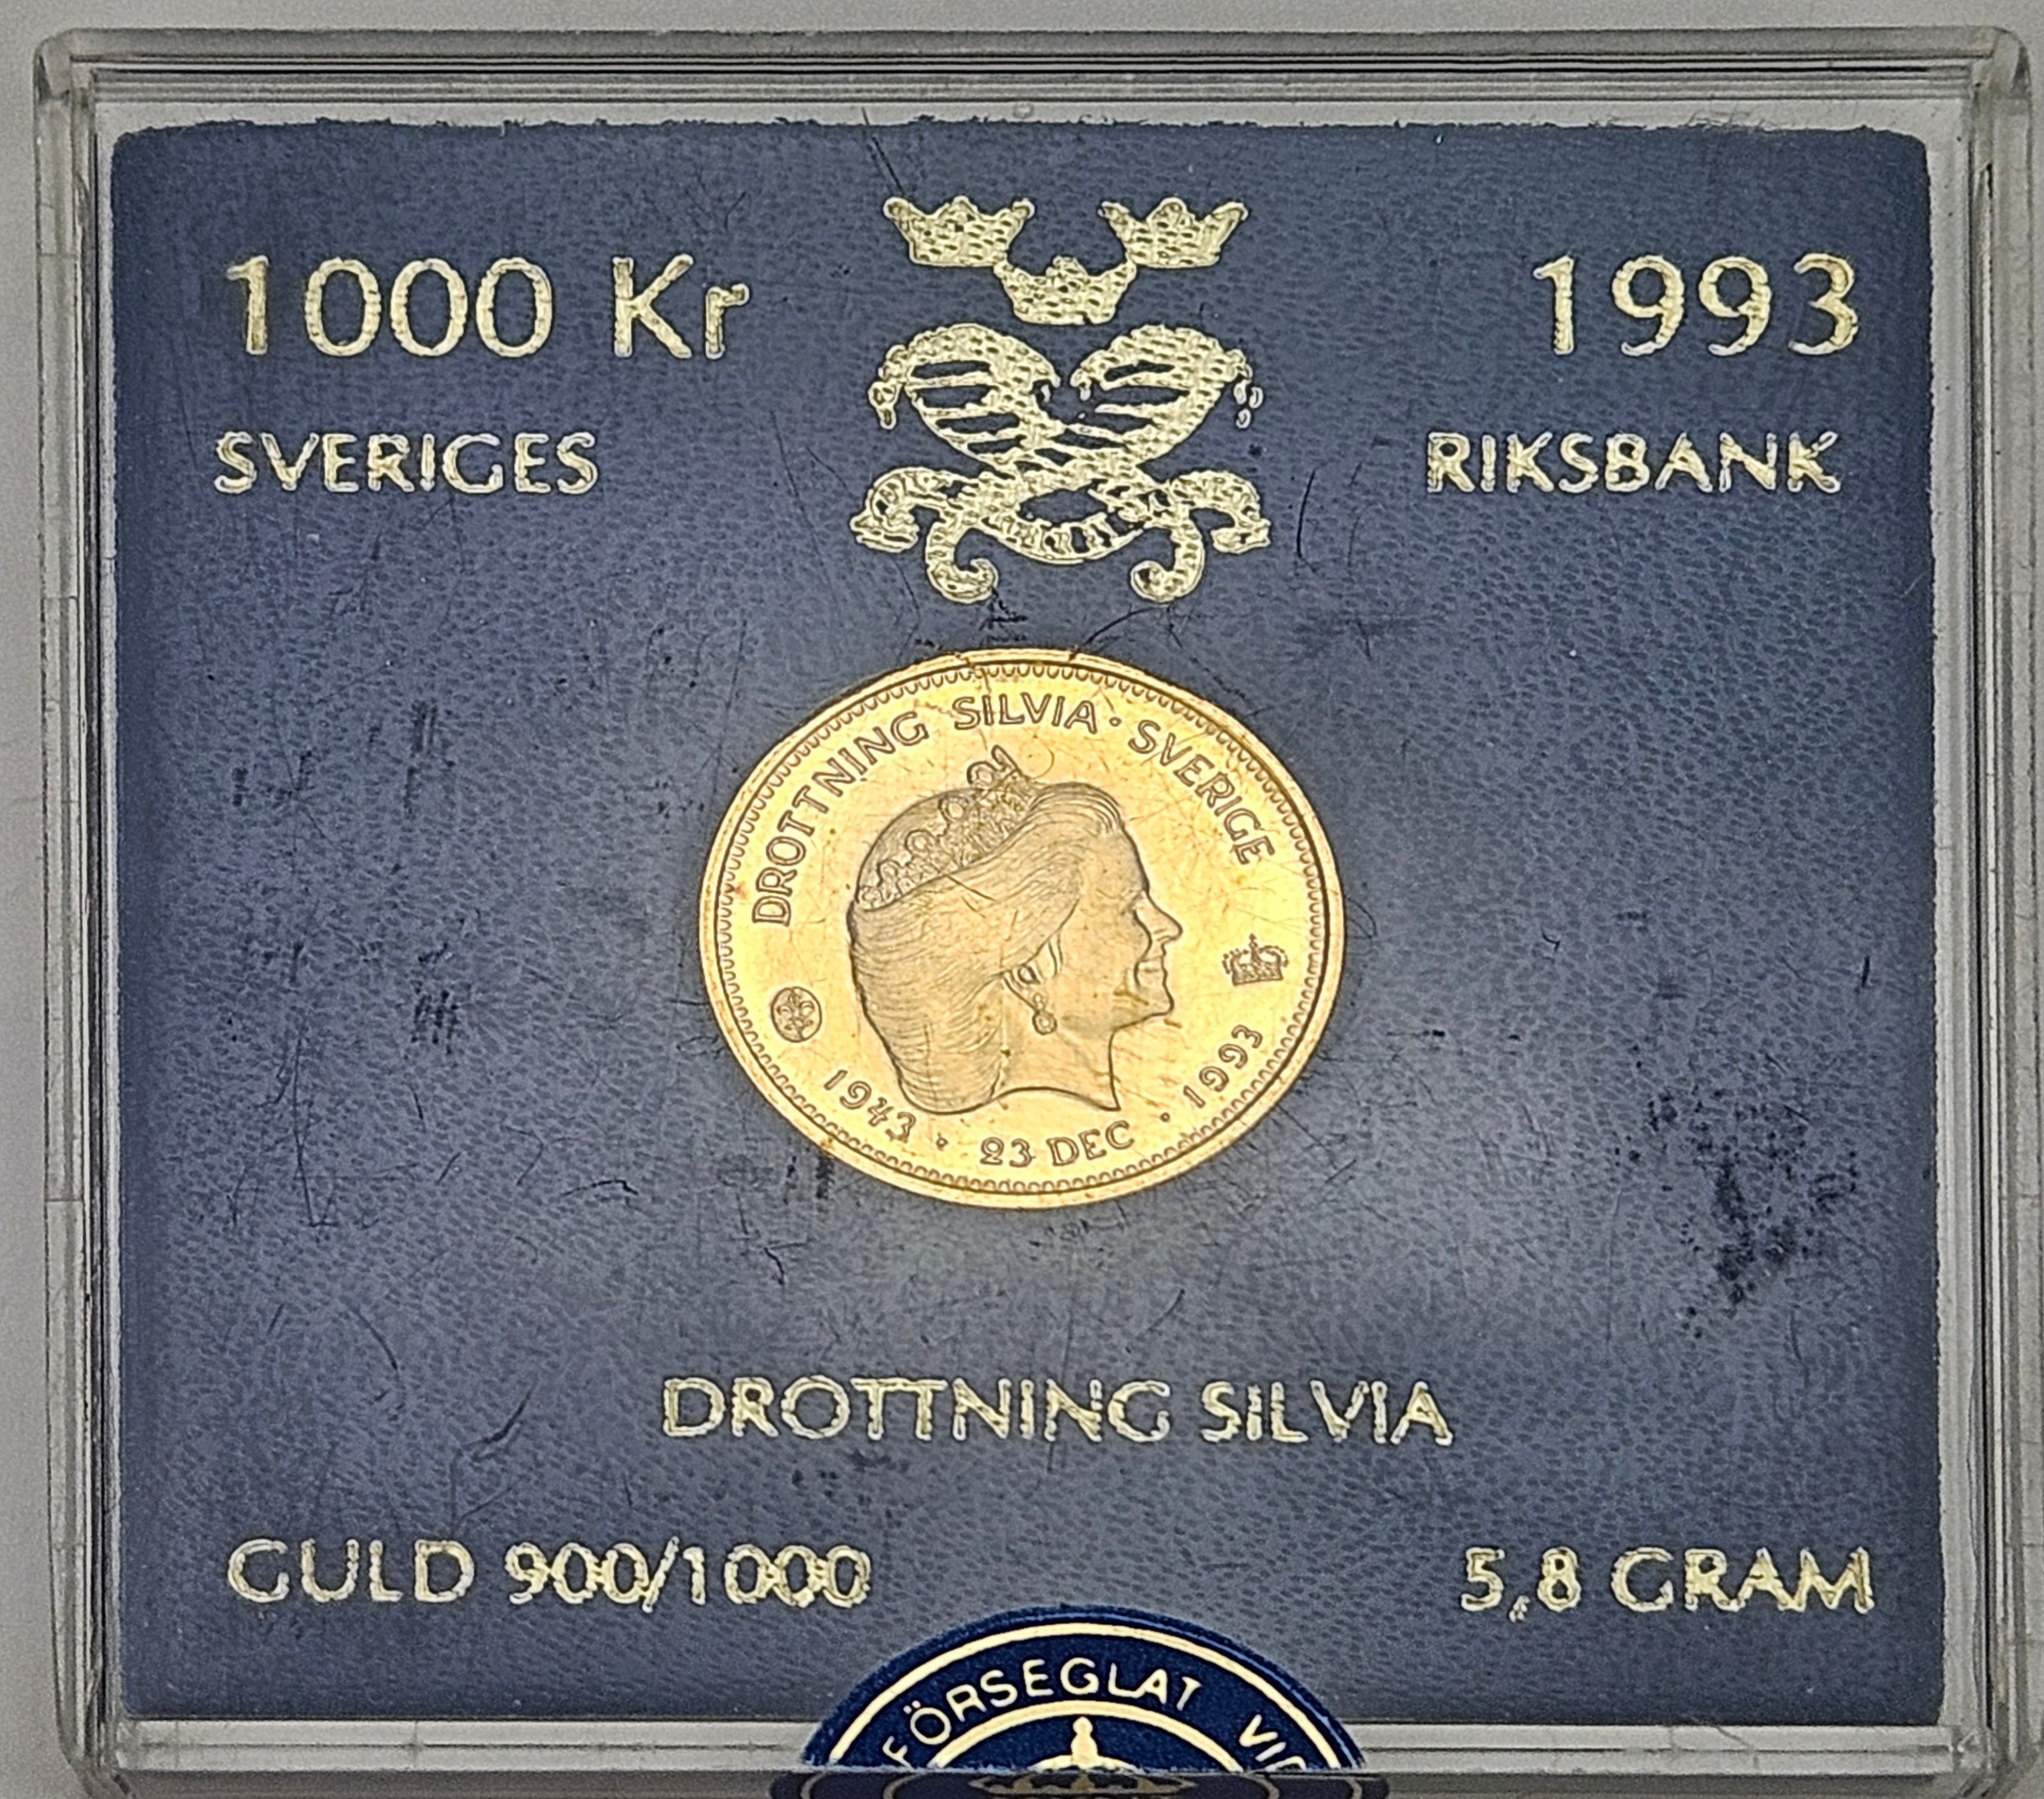 1000 Kr
1993
SVERIGES
RIKSBANK
DROTTNING SILVIA · SVERIGE
1943 · 23 DEC · 1993
DROTTNING SILVIA
GULD 900/1000
5,8 GRAM
FÖRSEGLAT